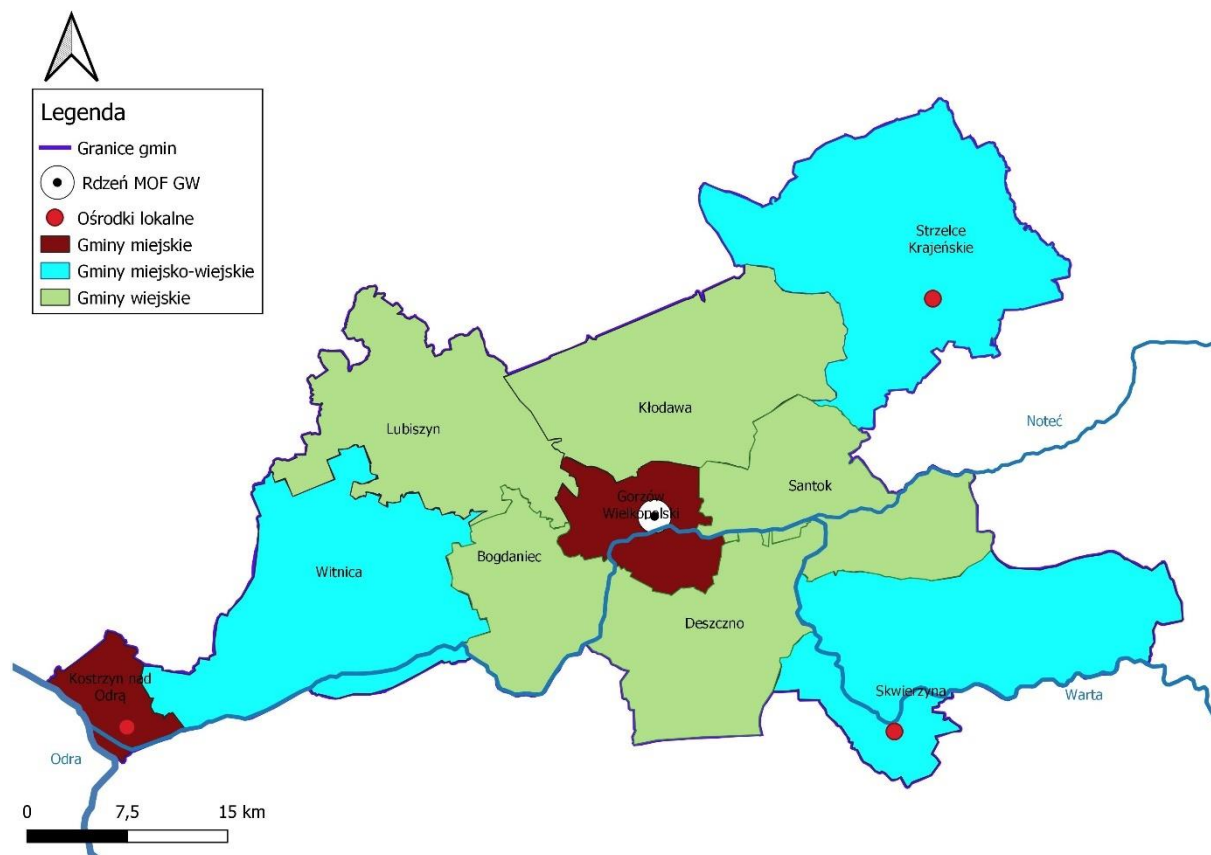 Legenda
Granice gmin
Rdzeń MOF GW
Ośrodki lokalne
Gminy miejskie
Gminy miejsko-wiejskie
Gminy wiejskie
Strzelce
Krajeńskie
Kłodawa
Lubiszyn
Noteć
Santok
Gorzów
Wielkopolski
Bogdaniec
Witnica
Deszczno
Kostrzyn nad
Odrą
Skwierzyna
Warta
Odra
0 7,5 15 km